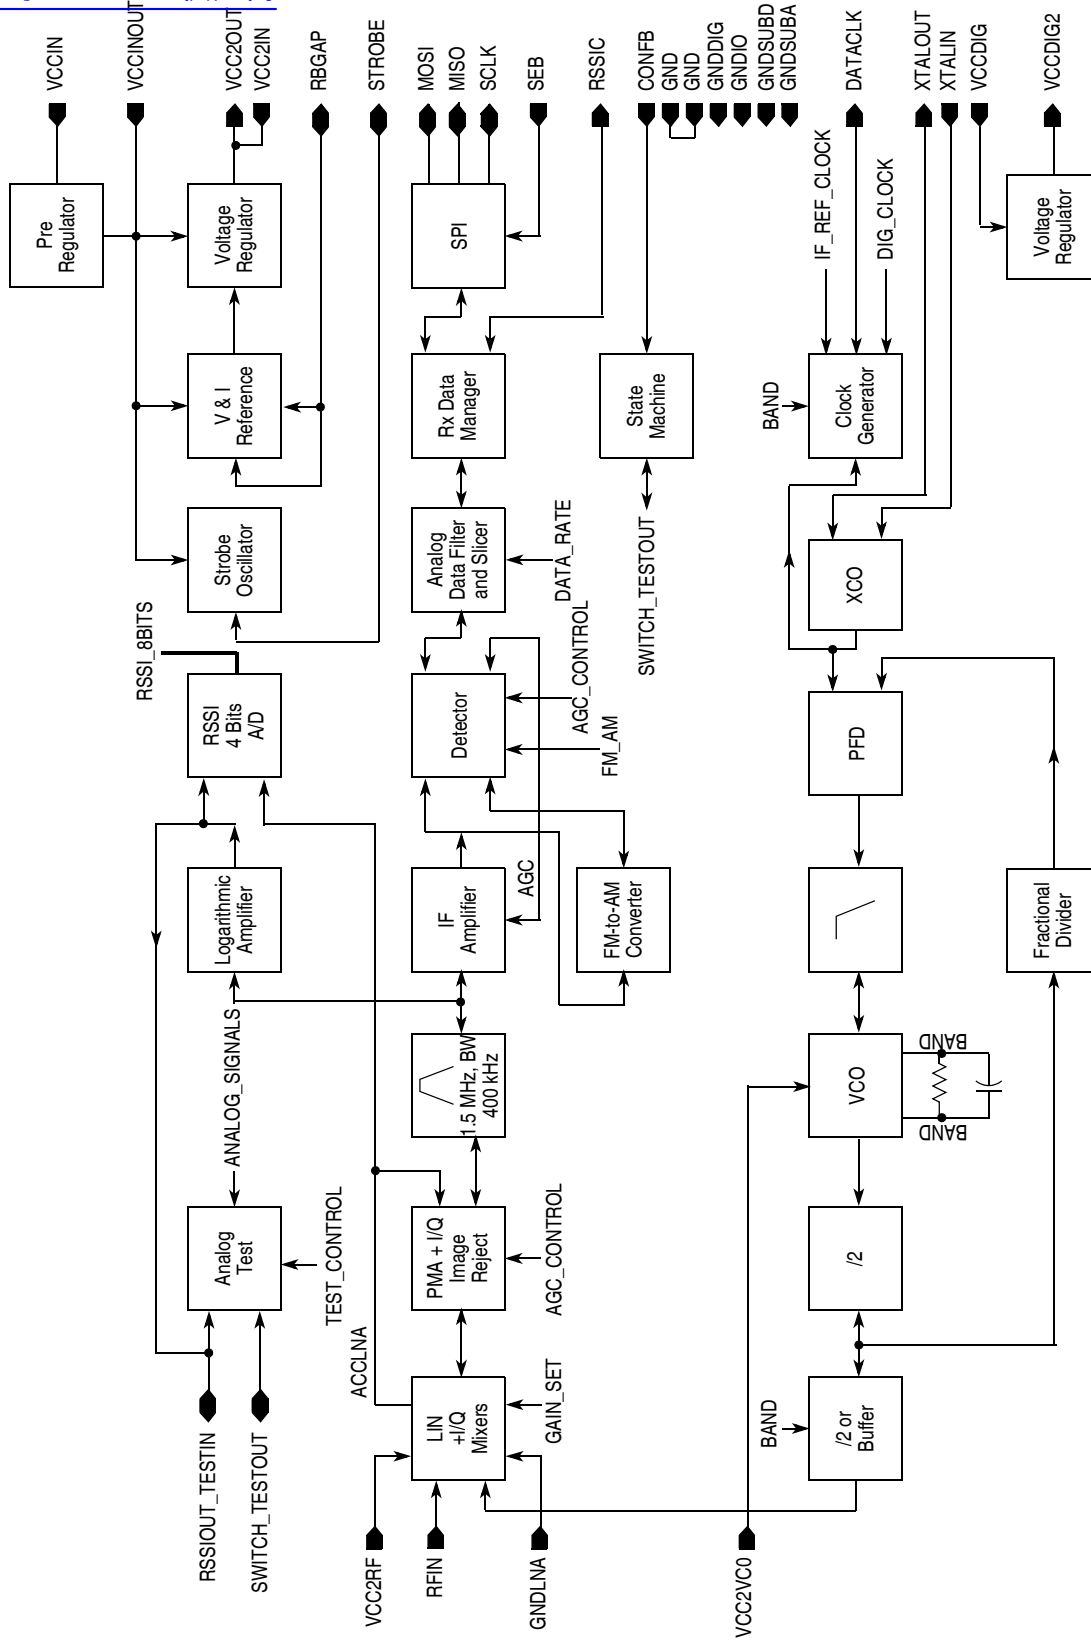 VCCIN
VCCINOUT
VCC2OUT
VCC2IN
RBGAP
STROBE
MOSI
MISO
SCLK
SEB
RSSIC
CONFB
GND
GND
GNDDIG
GNDIO
GNDSUBD
GNDSUBA
DATACLK
XTALOUT
XTALIN
VCCDIG
VCCDIG2
Pre
Regulator
Voltage
Regulator
SPI
IF_REF_CLOCK
DIG_CLOCK
Voltage
Regulator
V & I
Reference
Rx Data
Manager
State
Machine
BAND
Clock
Generator
Strobe
Oscillator
Analog
Data Filter
and Slicer
DATA_RATE
SWITCH_TESTOUT
XCO
RSSI_8BITS
RSSI
4 Bits
A/D
Detector
AGC_CONTROL
FM_AM
PFD
Logarithmic
Amplifier
IF
Amplifier
AGC
FM-to-AM
Converter
Fractional
Divider
ANALOG_SIGNALS
1.5 MHz, BW
400 kHz
VCO
BAND
BAND
Analog
Test
TEST_CONTROL
PMA + I/Q
Image
Reject
AGC_CONTROL
/2
ACCLNA
LIN
+I/Q
Mixers
GAIN_SET
BAND
/2 or
Buffer
RSSIOUT_TESTIN
SWITCH_TESTOUT
VCC2RF
RFIN
GNDLNA
VCC2VC0